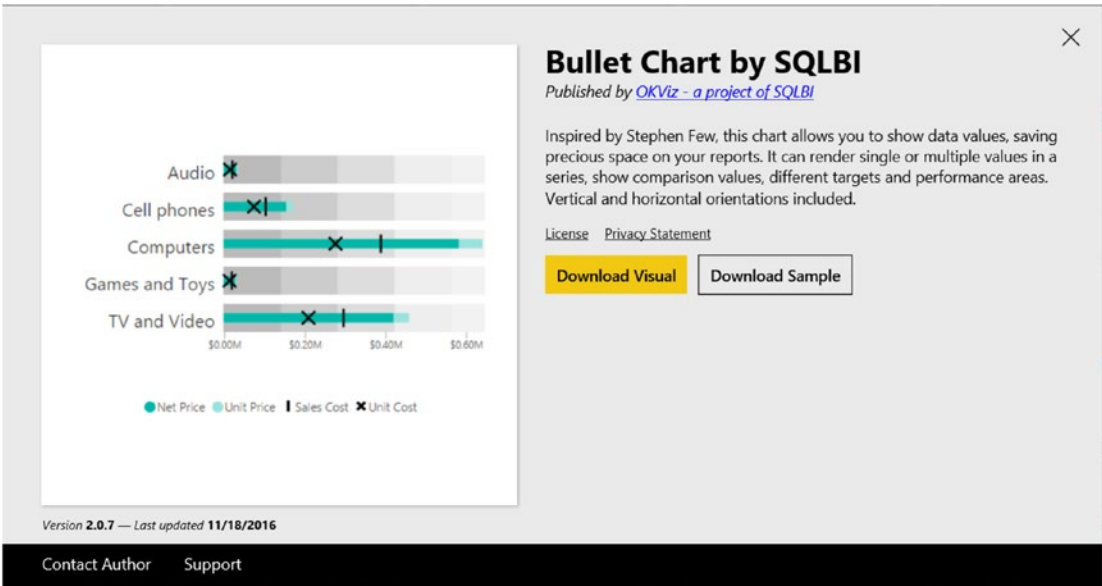 Bullet Chart by SQLBI
Published by OKViz - a project of SQLBI
Inspired by Stephen Few, this chart allows you to show data values, saving
precious space on your reports. It can render single or multiple values in a
series, show comparison values, different targets and performance areas.
Vertical and horizontal orientations included.
License Privacy Statement
Download Visual Download Sample
Audio
Cell phones
Computers
Games and Toys
TV and Video
$0.00M $0.20M $0.40M $0.60M
Net Price Unit Price Sales Cost Unit Cost
Version 2.0.7 — Last updated 11/18/2016
Contact Author Support